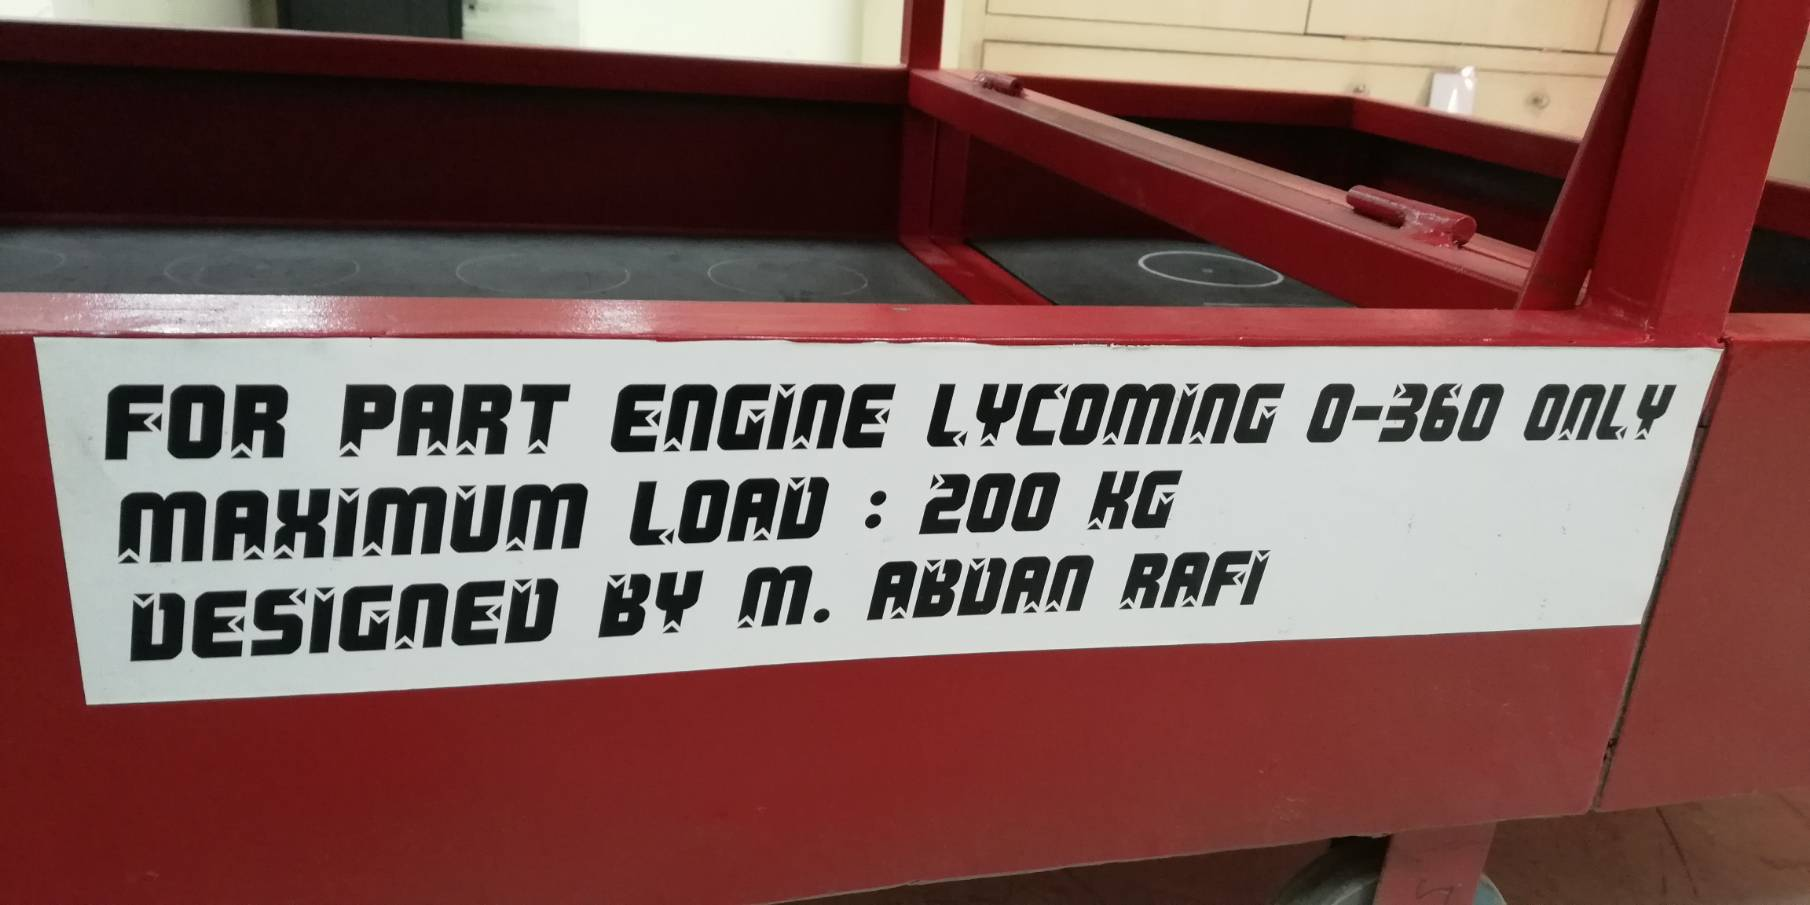 FOR PART ENGINE LYCOMING O-360 ONLY
MAXIMUM LOAD : 200 KG
DESIGNED BY M. ABDAN RAFI